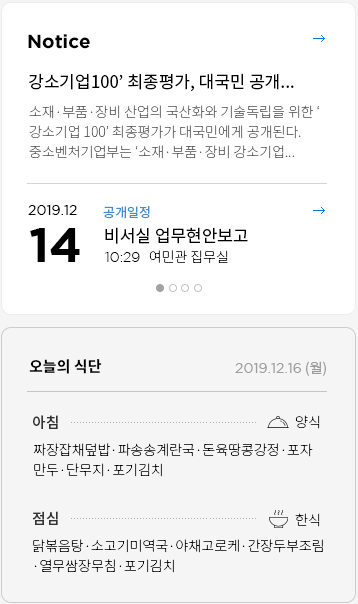 Notice
강소기업100’ 최종평가, 대국민 공개...
소재·부품·장비 산업의 국산화와 기술독립을 위한 ‘
강소기업 100’ 최종평가가 대국민에게 공개된다.
중소벤처기업부는 ‘소재·부품·장비 강소기업...
2019.12 공개일정
14 비서실 업무현안보고
10:29 여민관 집무실
오늘의 식단 2019.12.16 (월)
아침 양식
짜장잡채덮밥·파송송계란국·돈육땅콩강정·포자
만두·단무지·포기김치
점심 한식
닭볶음탕·소고기미역국·야채고로케·간장두부조림
·열무쌈장무침·포기김치